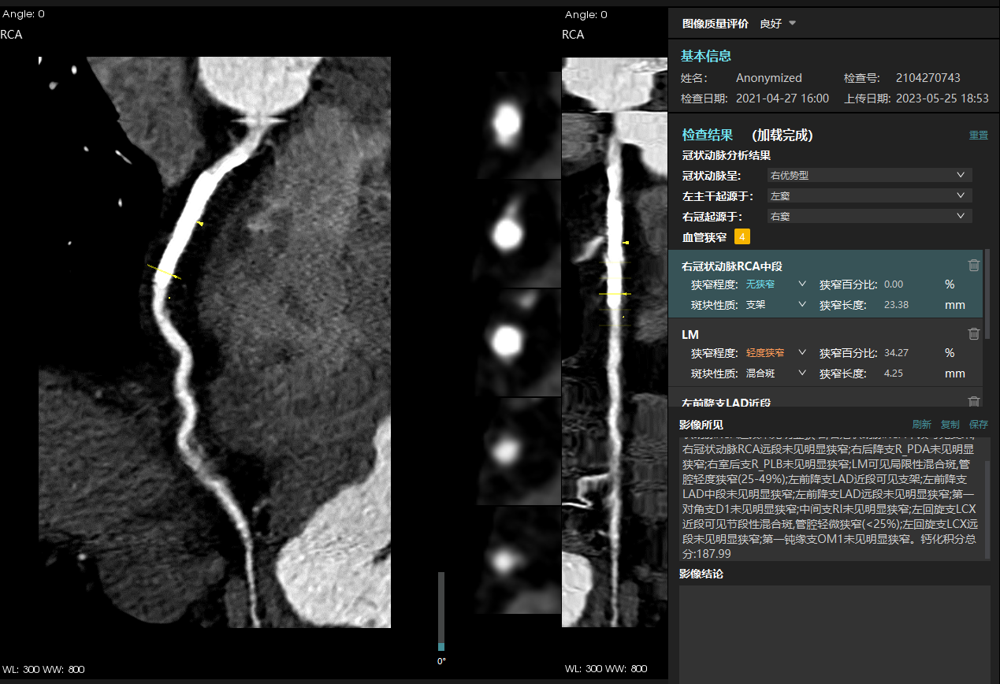 Angle: 0
RCA
WL: 300 WW: 800
0°
Angle: 0
RCA
WL: 300 WW: 800
图像质量评价 良好
基本信息
姓名: Anonymized 检查号: 2104270743
检查日期: 2021-04-27 16:00 上传日期: 2023-05-25 18:53
检查结果 (加载完成) 重置
冠状动脉分析结果
冠状动脉呈: 右优势型
左主干起源于: 左窦
右冠起源于: 右窦
血管狭窄 4
右冠状动脉RCA中段
狭窄程度: 无狭窄 狭窄百分比: 0.00 %
斑块性质: 支架 狭窄长度: 23.38 mm
LM
狭窄程度: 轻度狭窄 狭窄百分比: 34.27 %
斑块性质: 混合斑 狭窄长度: 4.25 mm
左前降支LAD近段
影像所见 刷新 复制 保存
右冠状动脉RCA远段未见明显狭窄;右后降支R_PDA未见明显
狭窄;右室后支R_PLB未见明显狭窄;LM可见局限性混合斑,管
腔轻度狭窄(25-49%);左前降支LAD近段可见支架;左前降支
LAD中段未见明显狭窄;左前降支LAD远段未见明显狭窄;第一
对角支D1未见明显狭窄;中间支RI未见明显狭窄;左回旋支LCX
近段可见节段性混合斑,管腔轻微狭窄(<25%);左回旋支LCX远
段未见明显狭窄;第一钝缘支OM1未见明显狭窄。钙化积分总
分:187.99
影像结论